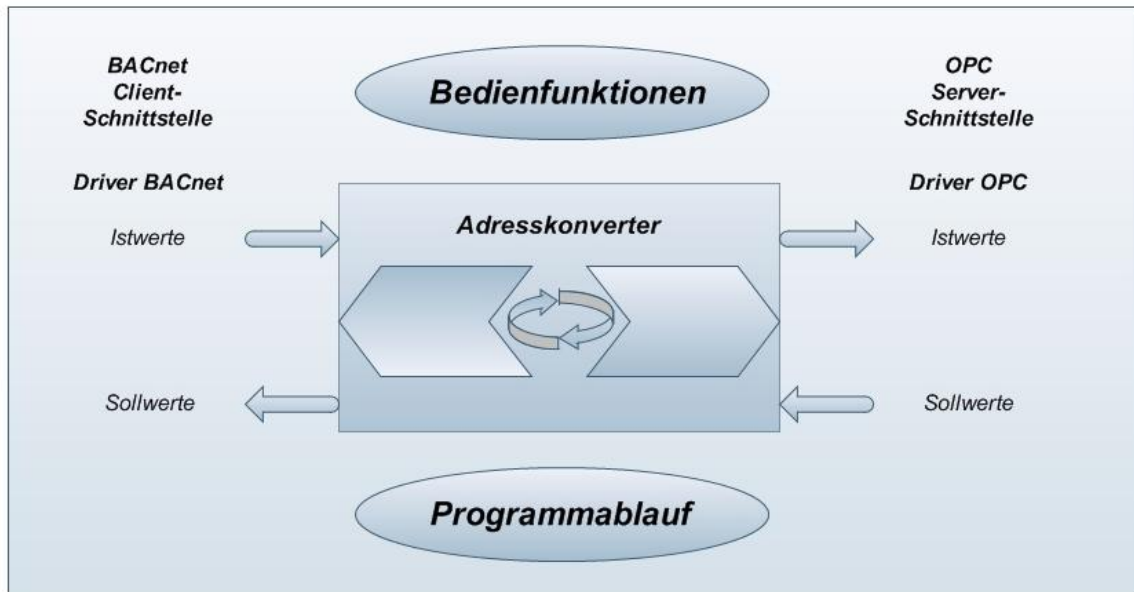 BACnet
Client-
Schnittstelle
Bedienfunktionen
OPC
Server-
Schnittstelle
Driver BACnet
Driver OPC
Istwerte
Adresskonverter
Istwerte
Sollwerte
Sollwerte
Programmablauf